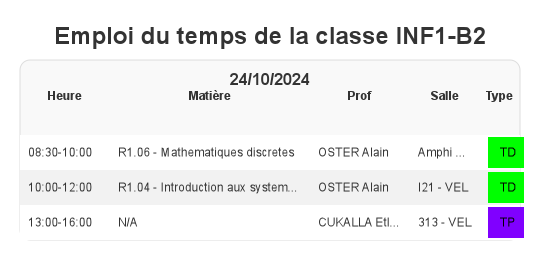 Emploi du temps de la classe INF1-B2
24/10/2024
Heure Matière Prof Salle Type
08:30-10:00 R1.06 - Mathematiques discretes OSTER Alain Amphi ... TD
10:00-12:00 R1.04 - Introduction aux system... OSTER Alain I21 - VEL TD
13:00-16:00 N/A CUKALLA Etl... 313 - VEL TP